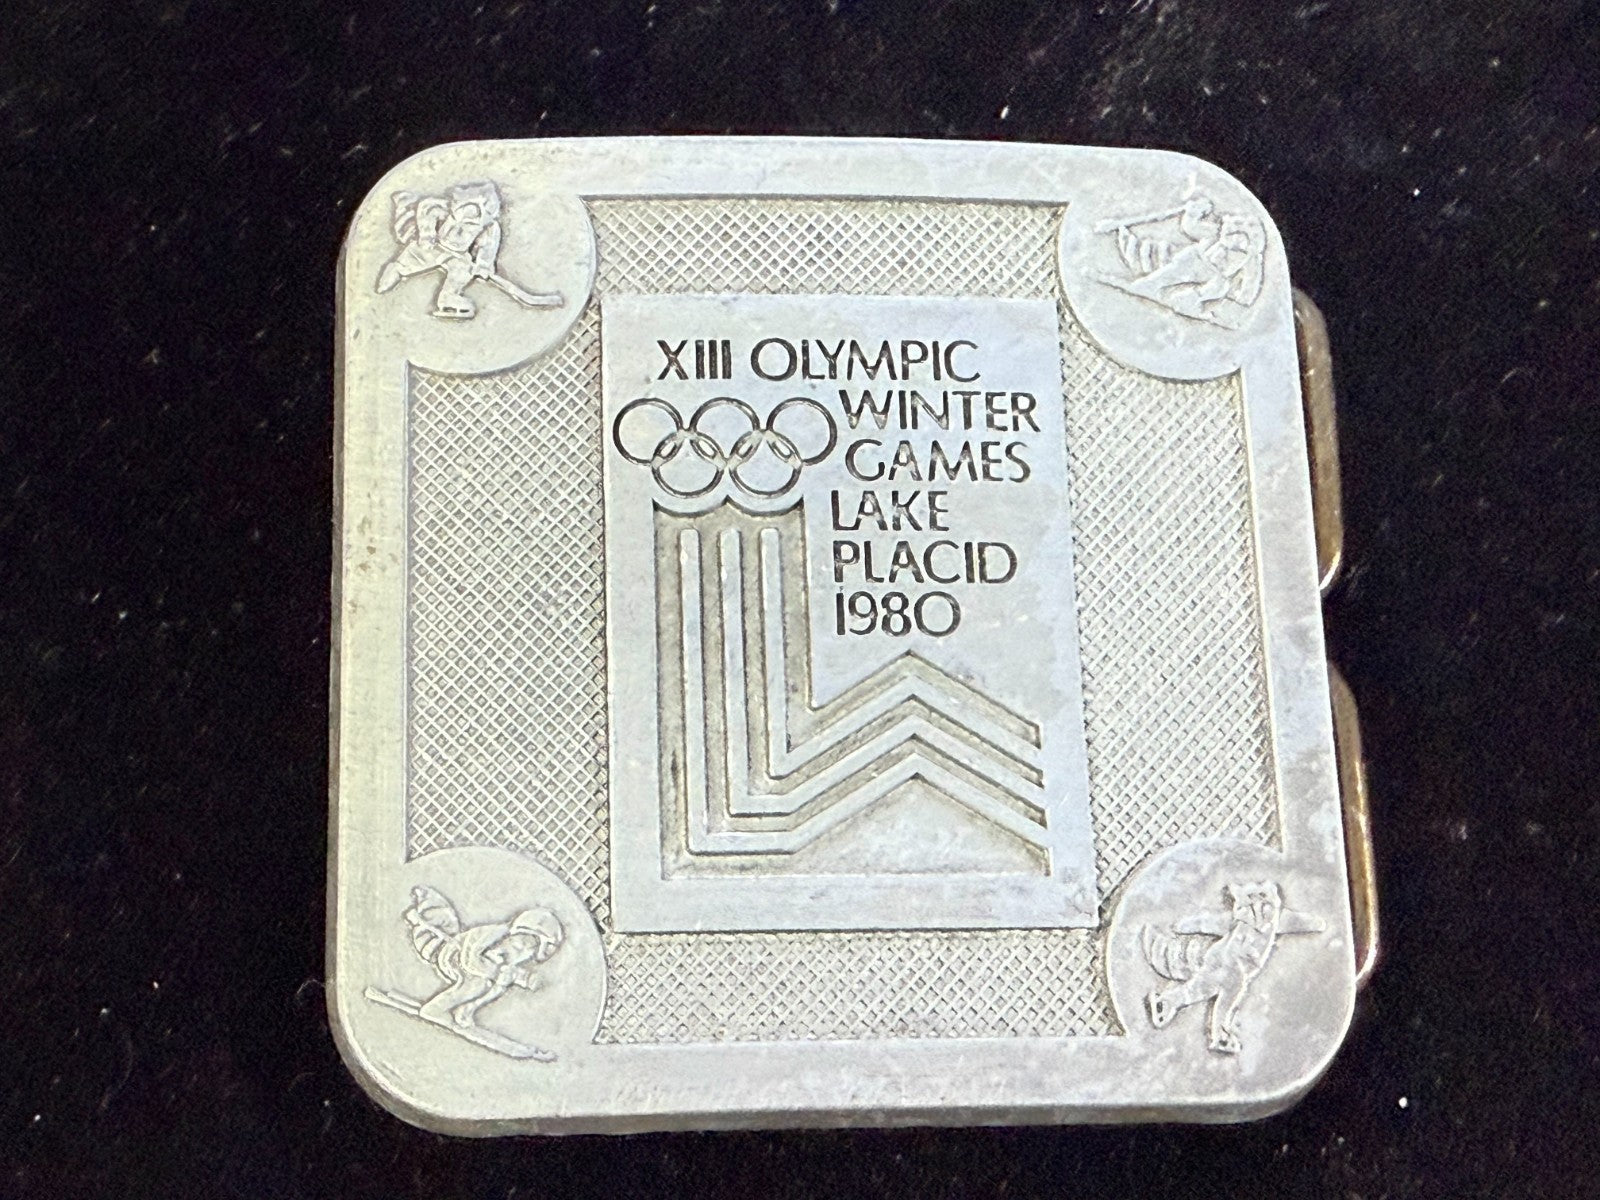 XIII OLYMPIC
WINTER
GAMES
LAKE
PLACID
1980